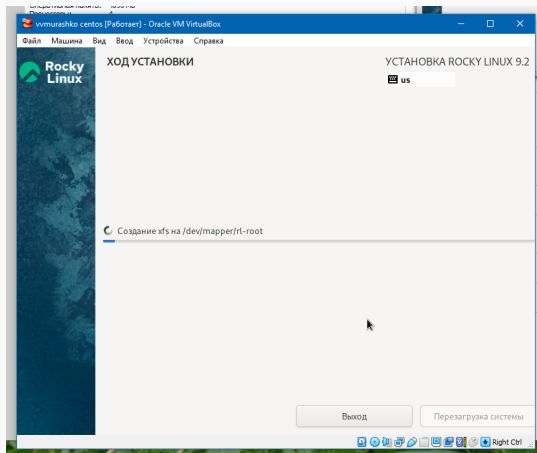 vvmurashko centos [Работает] - Oracle VM VirtualBox
Файл Машина Вид Ввод Устройства Справка
Rocky
Linux
ХОД УСТАНОВКИ
УСТАНОВКА ROCKY LINUX 9.2
us
Создание xfs на /dev/mapper/rl-root
Выход
Перезагрузка системы
Right Ctrl